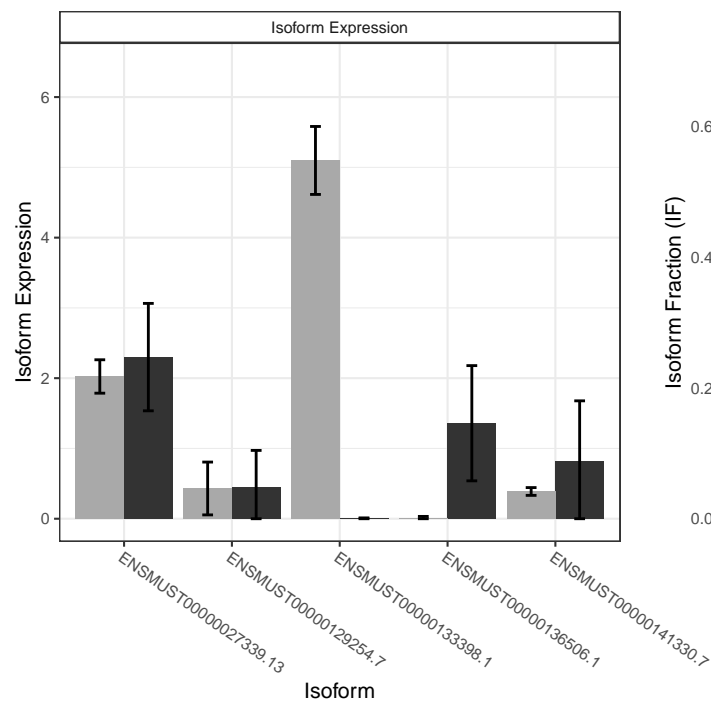 Isoform Expression
Isoform Expression
6
4
2
0
ENSMUST00000027339.13
ENSMUST00000129254.7
ENSMUST00000133398.1
ENSMUST00000136506.1
ENSMUST00000141330.7
Isoform
Isoform Fraction (IF)
0.6
0.4
0.2
0.0